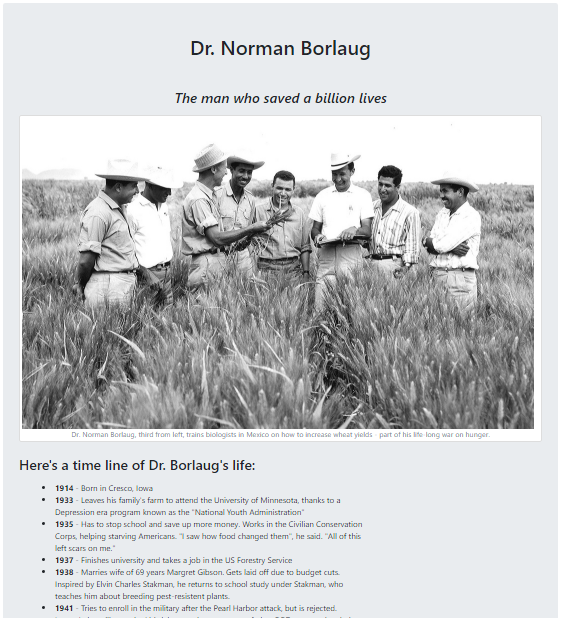 Dr. Norman Borlaug
The man who saved a billion lives
Dr. Norman Borlaug, third from left, trains biologists in Mexico on how to increase wheat yields - part of his life-long war on hunger.
Here's a time line of Dr. Borlaug's life:
1914 - Born in Cresco, Iowa
1933 - Leaves his family's farm to attend the University of Minnesota, thanks to a
Depression era program known as the "National Youth Administration"
1935 - Has to stop school and save up more money. Works in the Civilian Conservation
Corps, helping starving Americans. "I saw how food changed them", he said. "All of this
left scars on me."
1937 - Finishes university and takes a job in the US Forestry Service
1938 - Marries wife of 69 years Margret Gibson. Gets laid off due to budget cuts.
Inspired by Elvin Charles Stakman, he returns to school study under Stakman, who
teaches him about breeding pest-resistent plants.
1941 - Tries to enroll in the military after the Pearl Harbor attack, but is rejected.